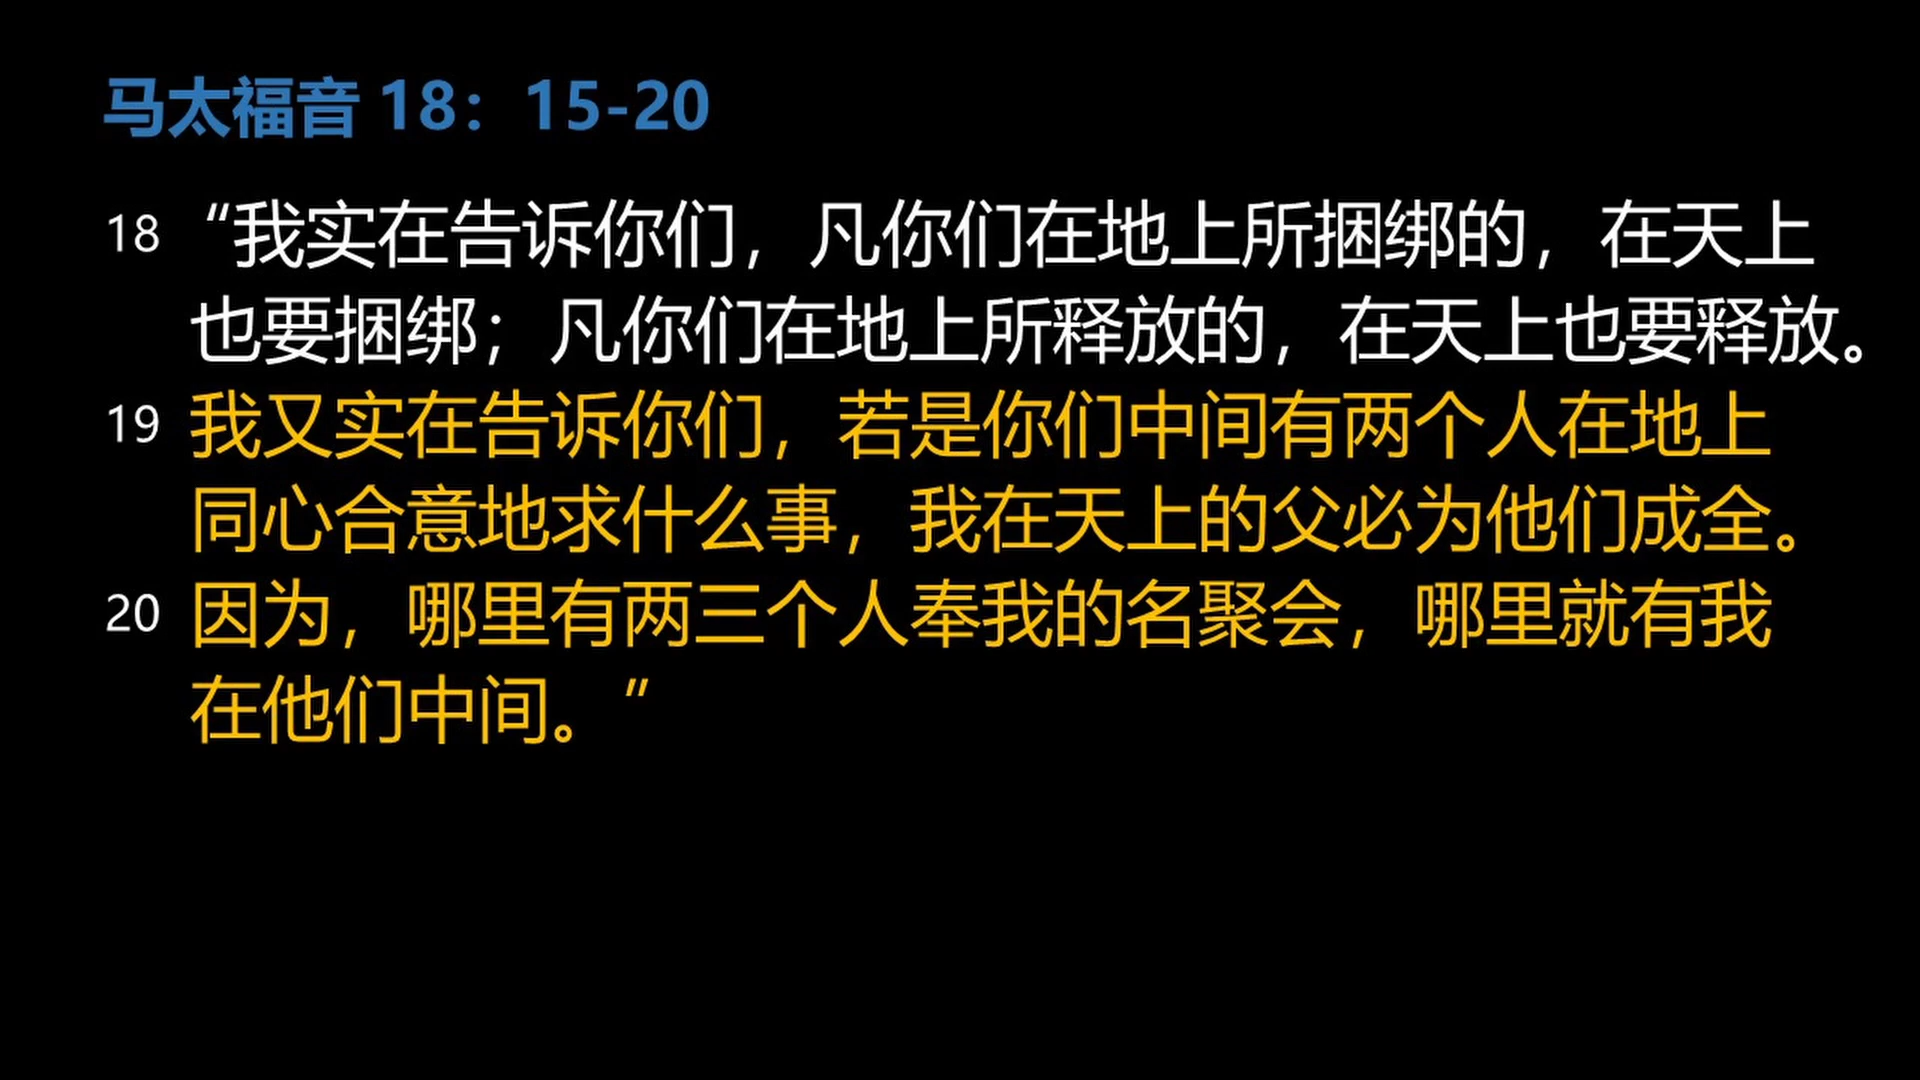 马太福音 18：15-20
18 “我实在告诉你们，凡你们在地上所捆绑的，在天上
也要捆绑；凡你们在地上所释放的，在天上也要释放。
19 我又实在告诉你们，若是你们中间有两个人在地上
同心合意地求什么事，我在天上的父必为他们成全。
20 因为，哪里有两三个人奉我的名聚会，哪里就有我
在他们中间。”